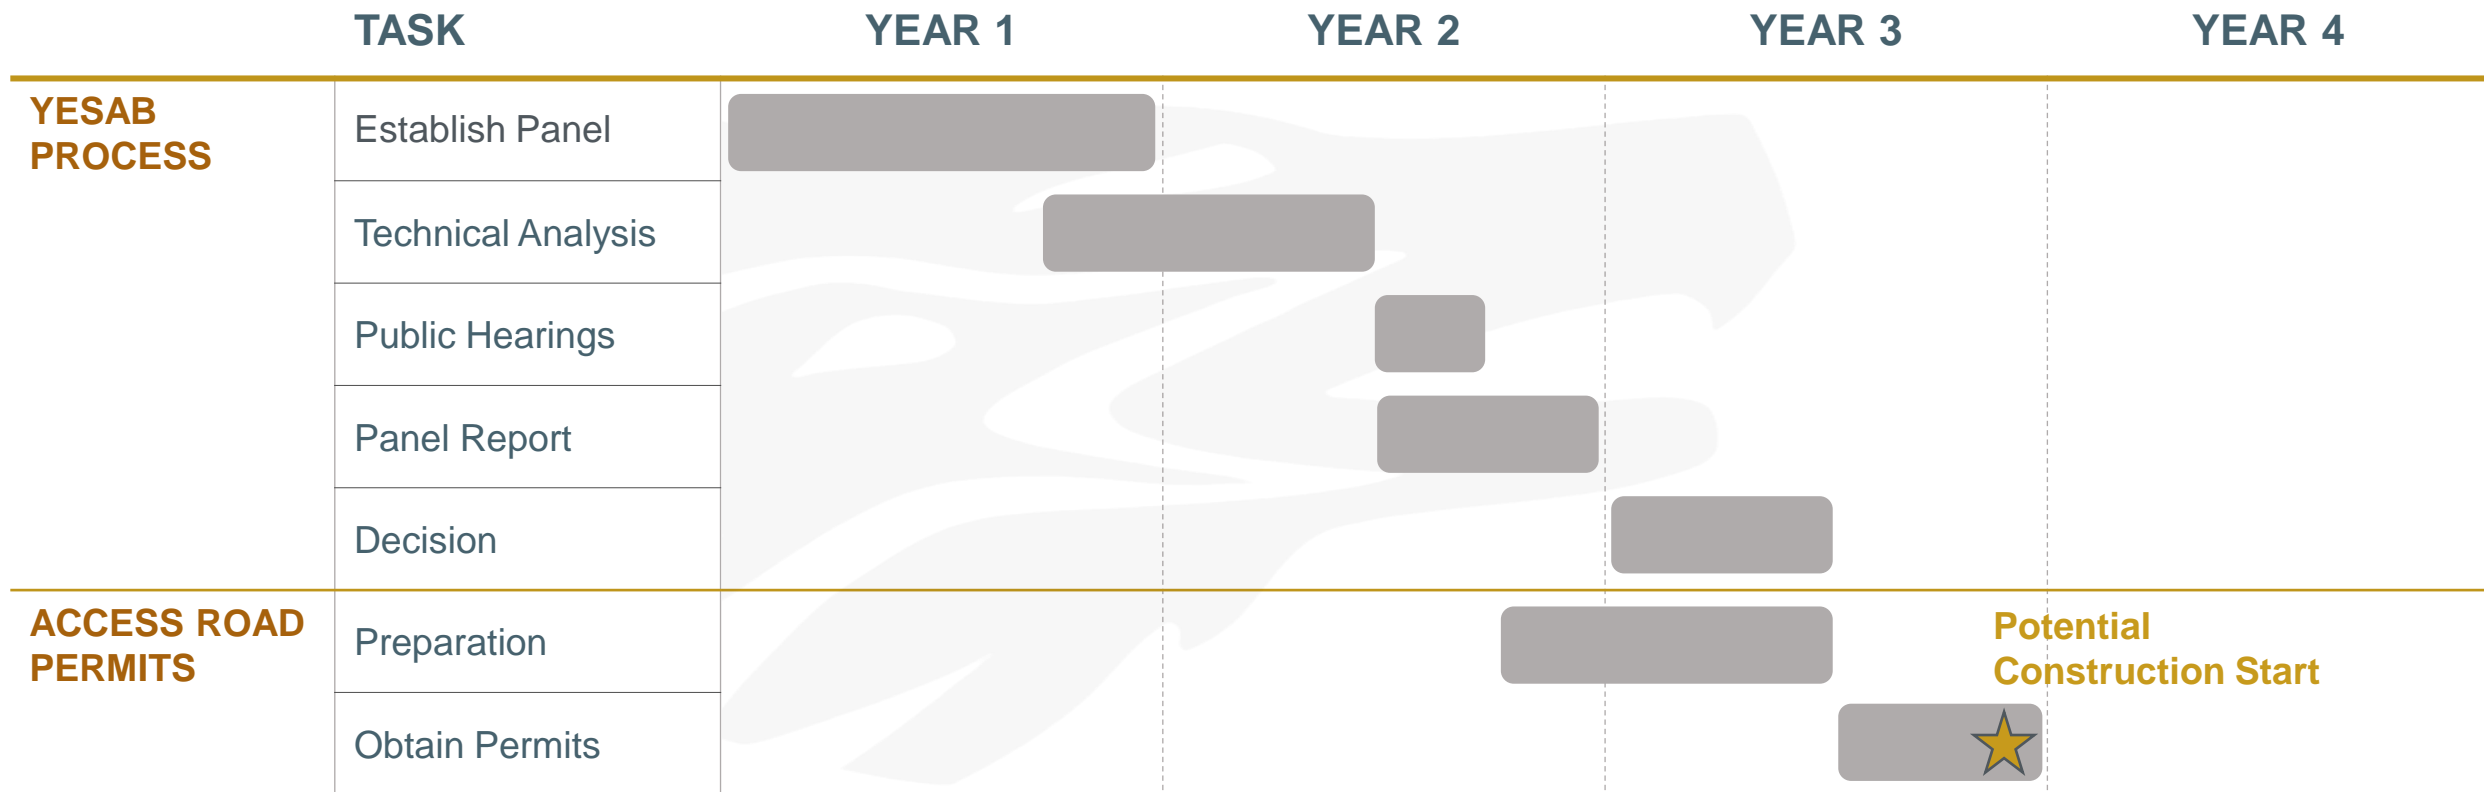 TASK YEAR 1 YEAR 2 YEAR 3 YEAR 4
YESAB
PROCESS
Establish Panel
Technical Analysis
Public Hearings
Panel Report
Decision
ACCESS ROAD
PERMITS
Preparation
Potential
Construction Start
Obtain Permits